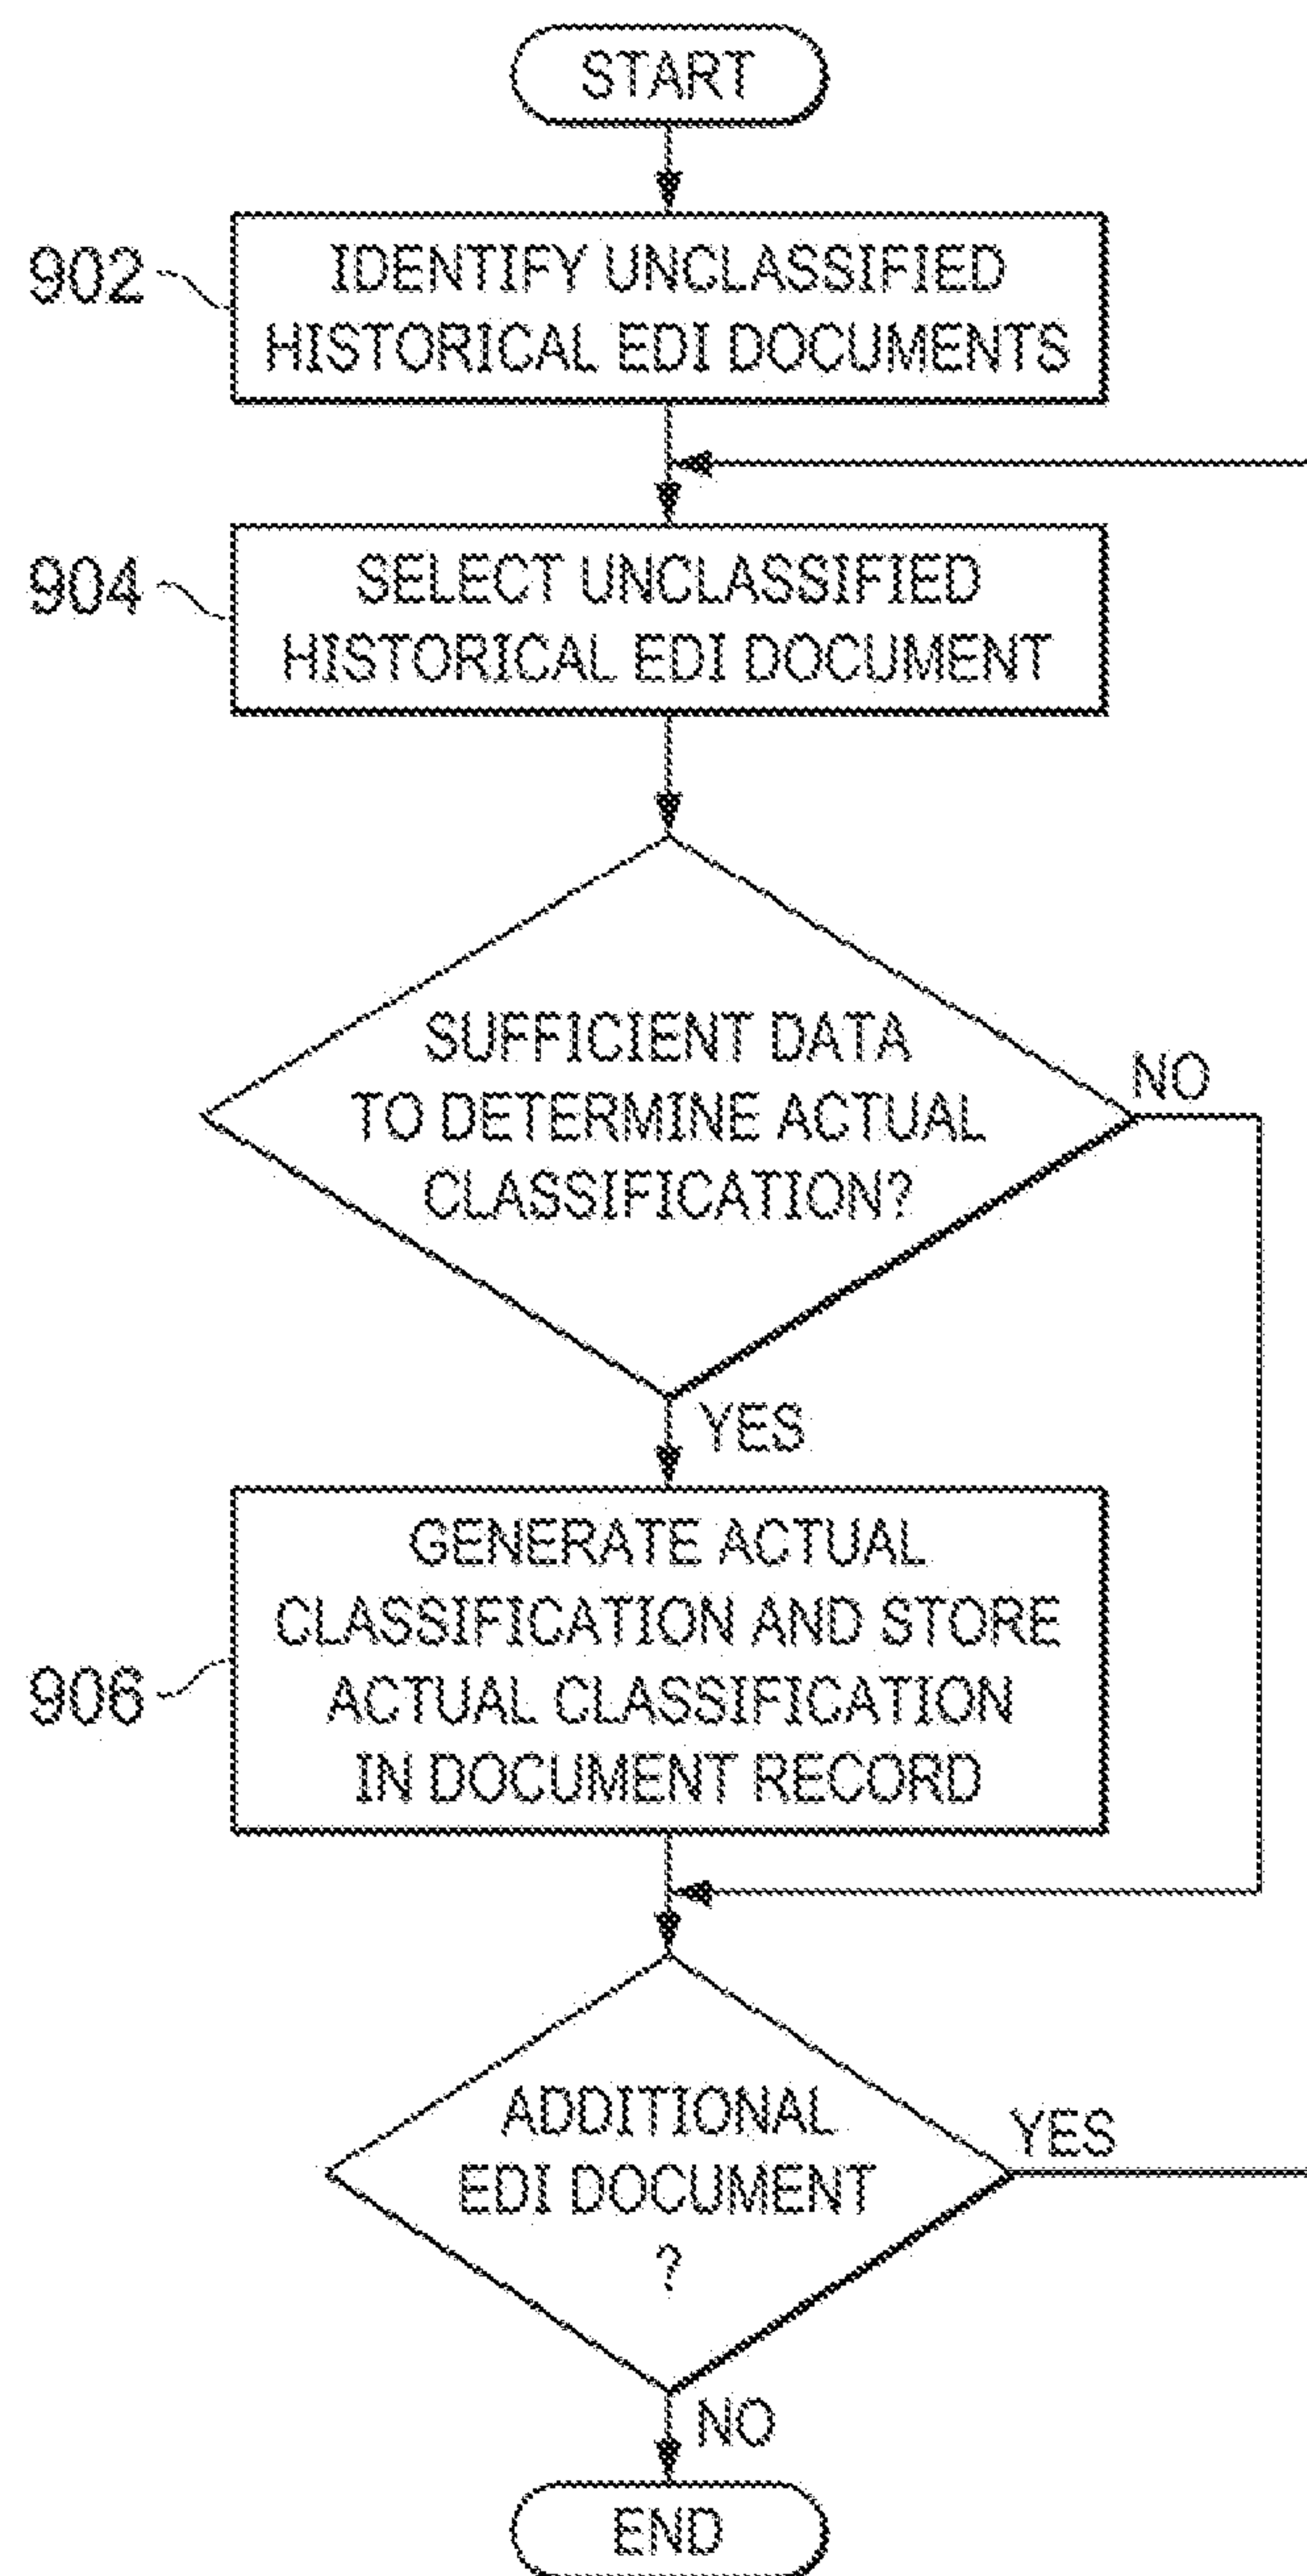 START
902
IDENTIFY UNCLASSIFIED
HISTORICAL EDI DOCUMENTS
904
SELECT UNCLASSIFIED
HISTORICAL EDI DOCUMENT
SUFFICIENT DATA
TO DETERMINE ACTUAL
CLASSIFICATION?
NO
YES
906
GENERATE ACTUAL
CLASSIFICATION AND STORE
ACTUAL CLASSIFICATION
IN DOCUMENT RECORD
ADDITIONAL
EDI DOCUMENT
?
YES
NO
END